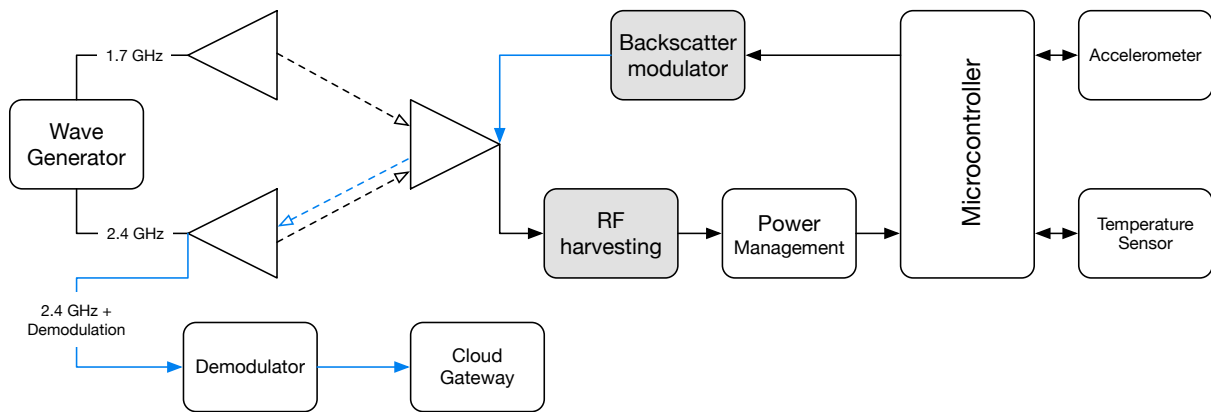 1.7 GHz
Wave
Generator
2.4 GHz
2.4 GHz +
Demodulation
Demodulator
Cloud
Gateway
Backscatter
modulator
RF
harvesting
Power
Management
Microcontroller
Accelerometer
Temperature
Sensor